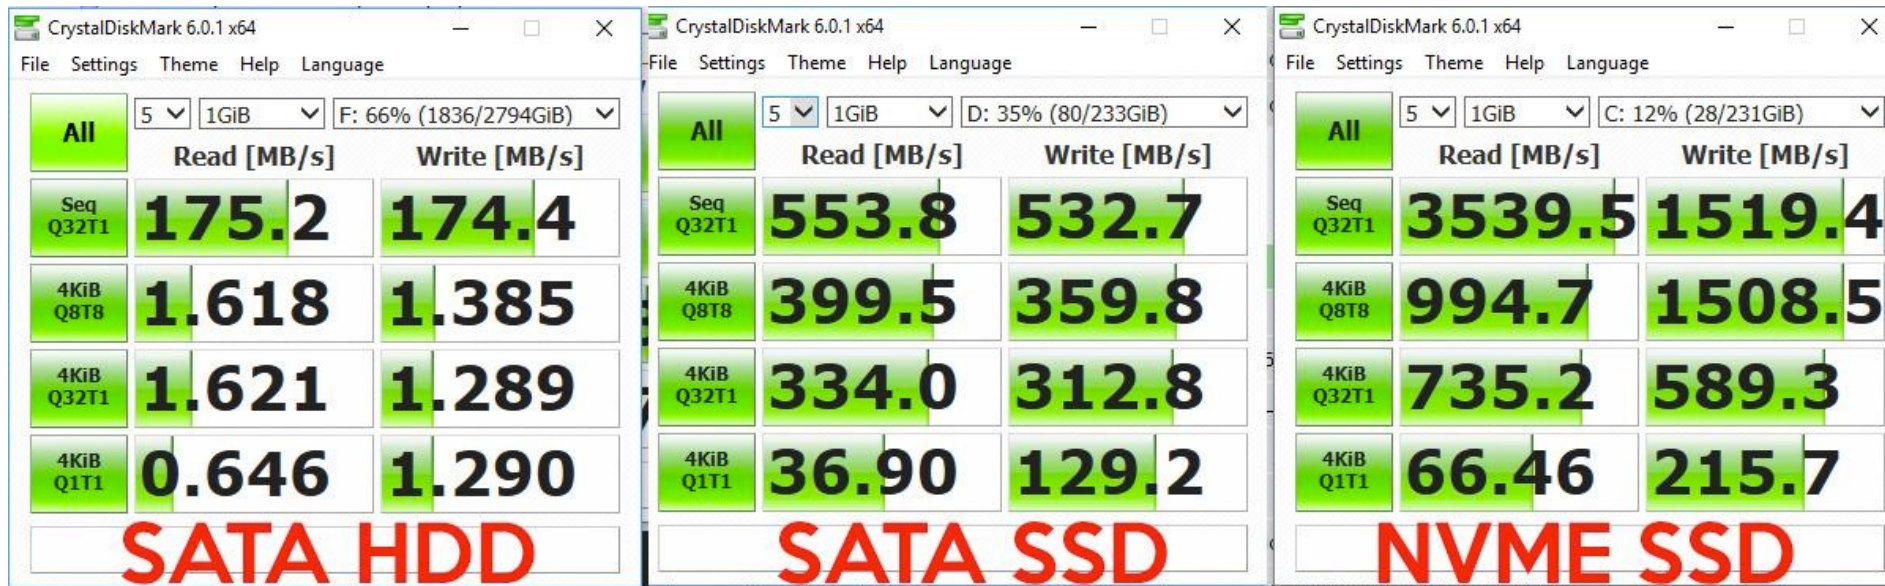 CrystalDiskMark 6.0.1 x64
File Settings Theme Help Language
All
5 1GiB F: 66% (1836/2794GiB)
Read [MB/s] Write [MB/s]
Seq
Q32T1
175.2 174.4
4KiB
Q8T8
1.618 1.385
4KiB
Q32T1
1.621 1.289
4KiB
Q1T1
0.646 1.290
SATA HDD
CrystalDiskMark 6.0.1 x64
File Settings Theme Help Language
All
5 1GiB D: 35% (80/233GiB)
Read [MB/s] Write [MB/s]
Seq
Q32T1
553.8 532.7
4KiB
Q8T8
399.5 359.8
4KiB
Q32T1
334.0 312.8
4KiB
Q1T1
36.90 129.2
SATA SSD
CrystalDiskMark 6.0.1 x64
File Settings Theme Help Language
All
5 1GiB C: 12% (28/231GiB)
Read [MB/s] Write [MB/s]
Seq
Q32T1
3539.5 1519.4
4KiB
Q8T8
994.7 1508.5
4KiB
Q32T1
735.2 589.3
4KiB
Q1T1
66.46 215.7
NVME SSD